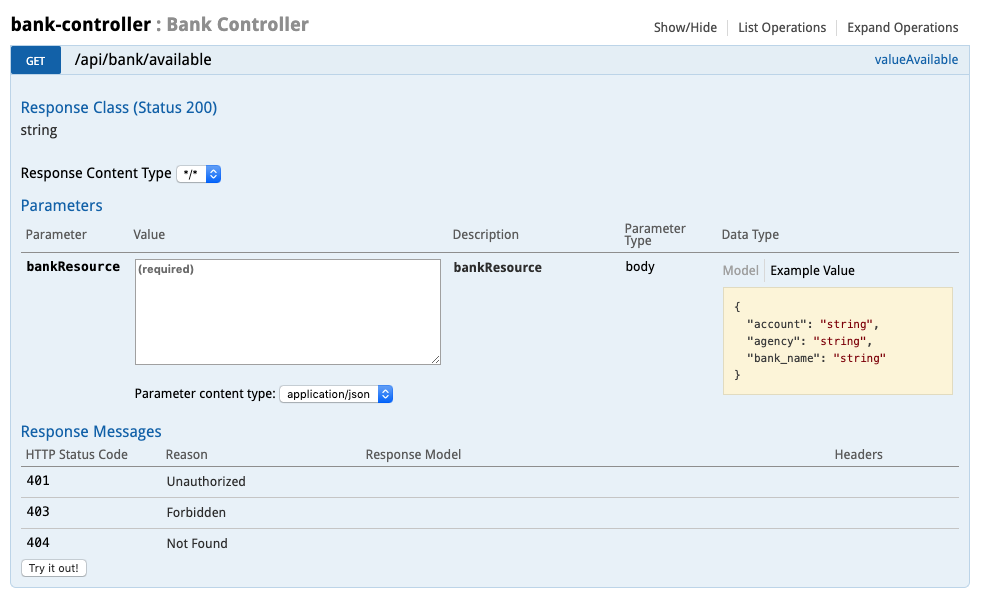 bank-controller : Bank Controller
Show/Hide List Operations Expand Operations
GET /api/bank/available valueAvailable
Response Class (Status 200)
string
Response Content Type */*
Parameters
Parameter Value Description Parameter Type Data Type
bankResource (required) bankResource body Model Example Value
{
"account": "string",
"agency": "string",
"bank_name": "string"
}
Parameter content type: application/json
Response Messages
HTTP Status Code Reason Response Model Headers
401 Unauthorized
403 Forbidden
404 Not Found
Try it out!